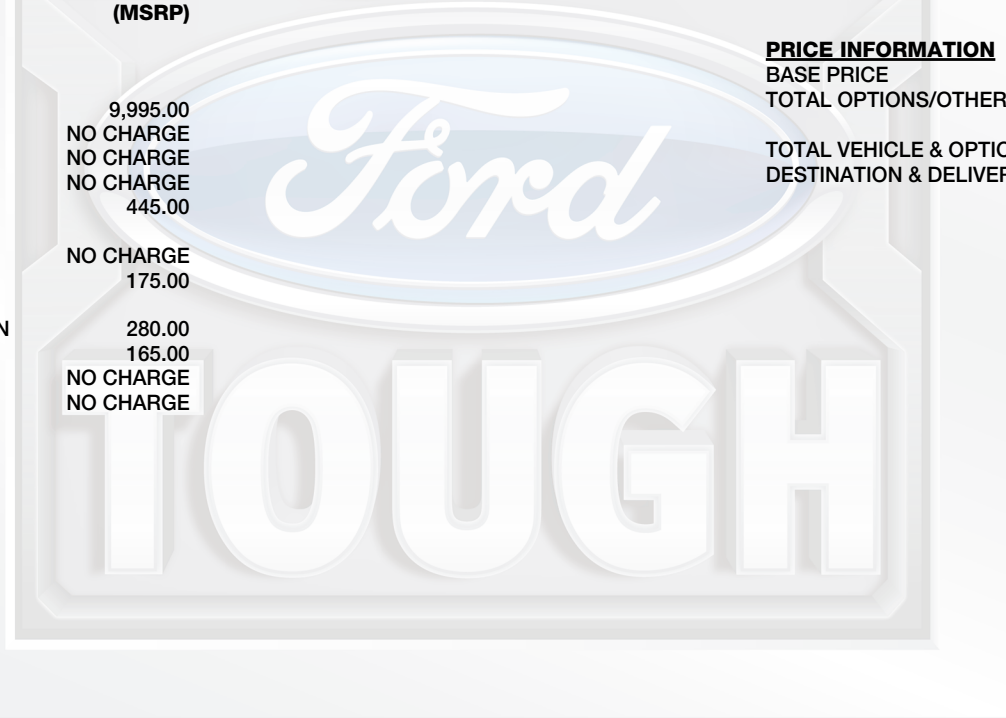 (MSRP)
9,995.00
NO CHARGE
NO CHARGE
NO CHARGE
445.00
NO CHARGE
175.00
N 280.00
165.00
NO CHARGE
NO CHARGE
PRICE INFORMATION
BASE PRICE
TOTAL OPTIONS/OTHER
TOTAL VEHICLE & OPTIO
DESTINATION & DELIVER
Ford
TOUGH